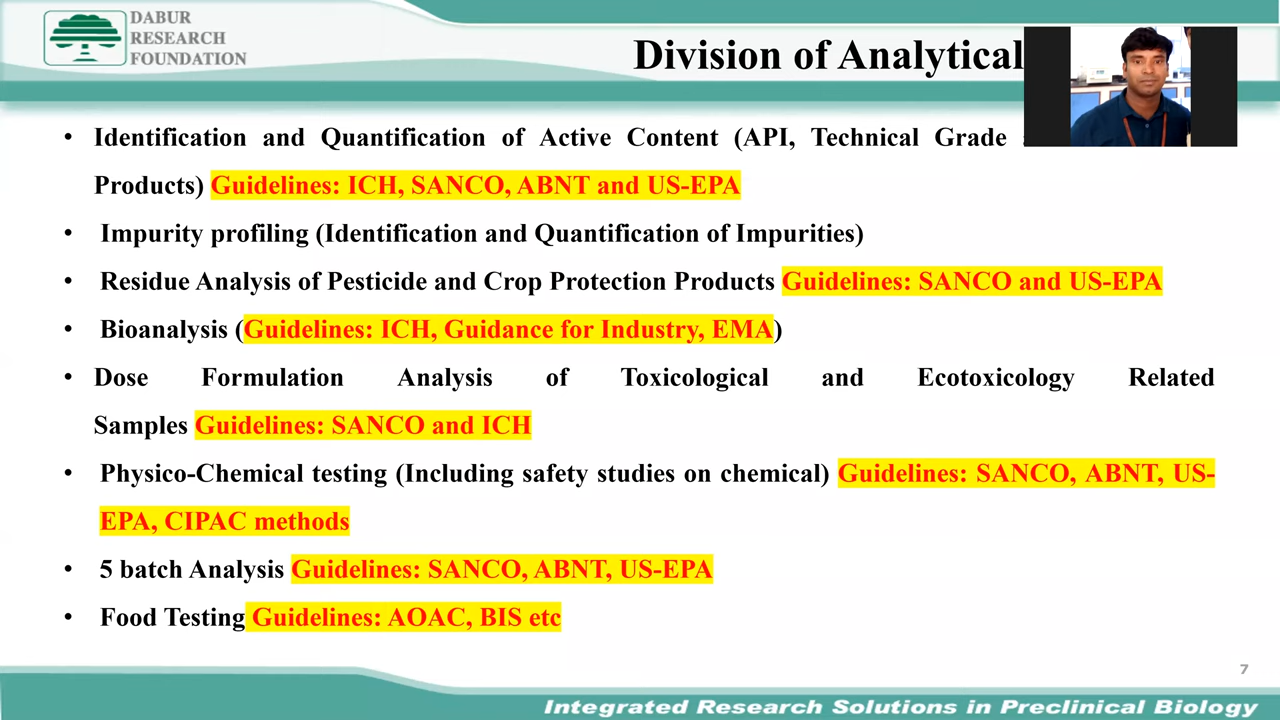 DABUR
RESEARCH
FOUNDATION
Division of Analytical
• Identification and Quantification of Active Content (API, Technical Grade
Products) Guidelines: ICH, SANCO, ABNT and US-EPA
• Impurity profiling (Identification and Quantification of Impurities)
• Residue Analysis of Pesticide and Crop Protection Products Guidelines: SANCO and US-EPA
• Bioanalysis (Guidelines: ICH, Guidance for Industry, EMA)
• Dose Formulation Analysis of Toxicological and Ecotoxicology Related
Samples Guidelines: SANCO and ICH
• Physico-Chemical testing (Including safety studies on chemical) Guidelines: SANCO, ABNT, US-
EPA, CIPAC methods
• 5 batch Analysis Guidelines: SANCO, ABNT, US-EPA
• Food Testing Guidelines: AOAC, BIS etc
7
Integrated Research Solutions in Preclinical Biology